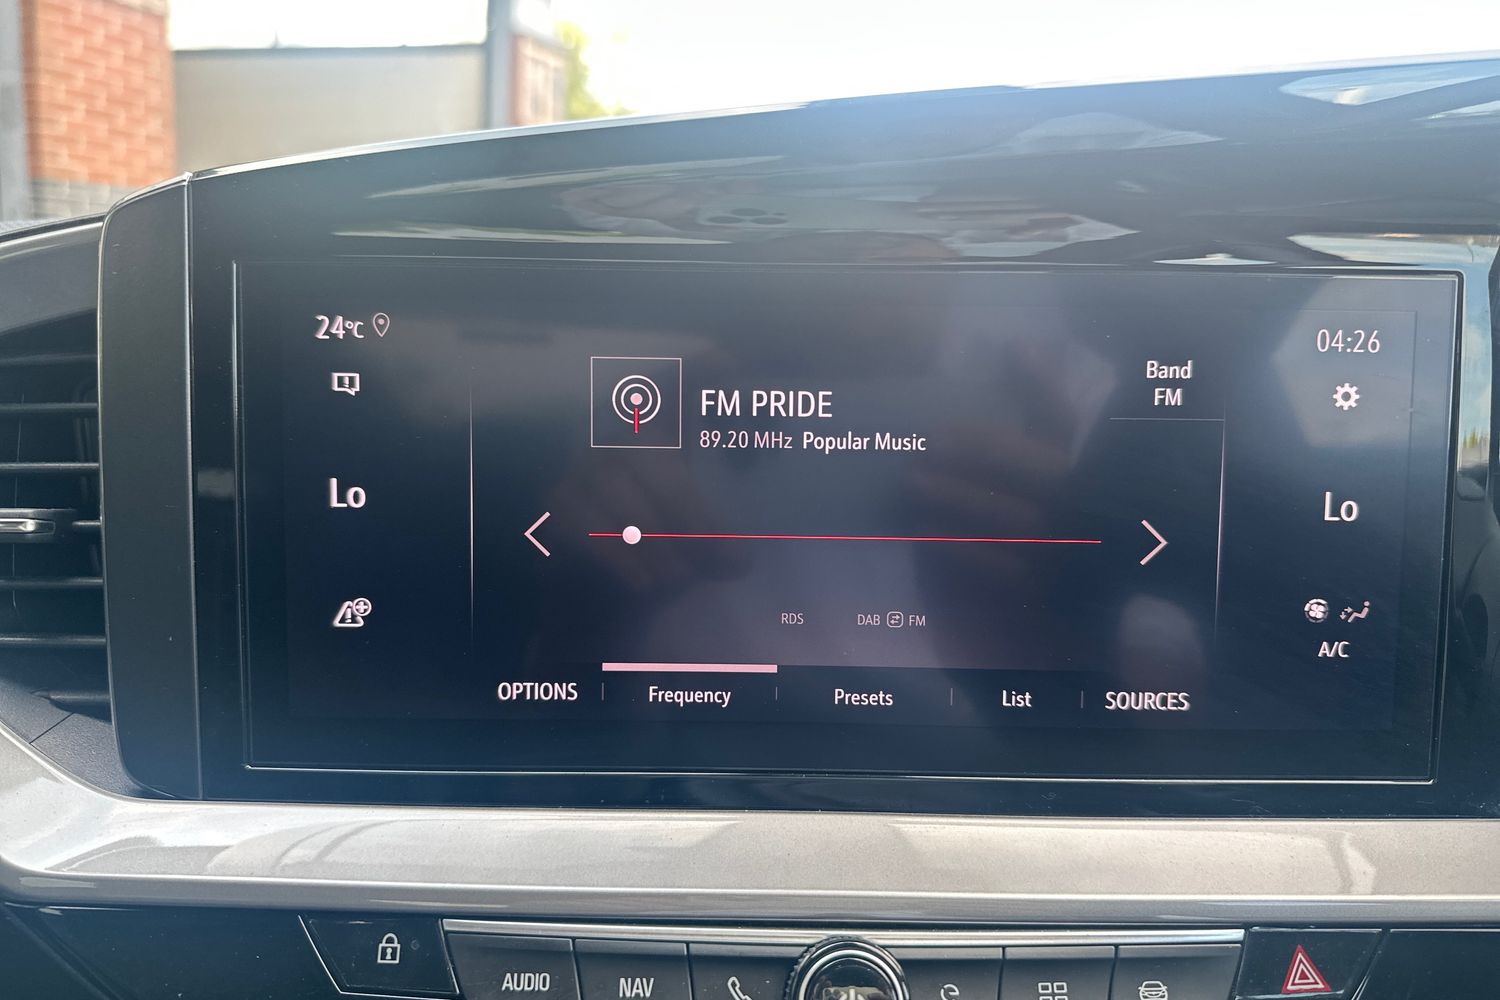 24°C
04:26
Band
FM
FM PRIDE
89.20 MHz Popular Music
Lo
Lo
RDS
DAB FM
A/C
OPTIONS
Frequency
Presets
List
SOURCES
AUDIO
NAV